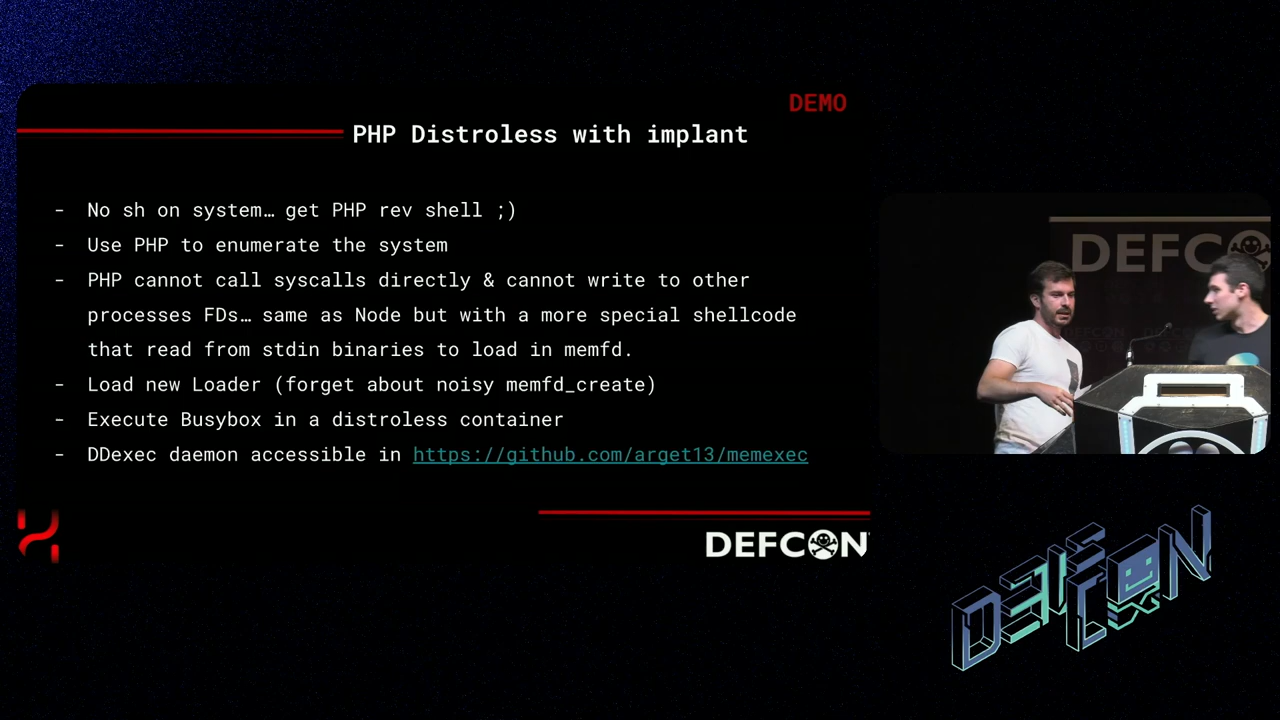 DEMO
PHP Distroless with implant
- No sh on system… get PHP rev shell ;)
- Use PHP to enumerate the system
- PHP cannot call syscalls directly & cannot write to other
processes FDs… same as Node but with a more special shellcode
that read from stdin binaries to load in memfd.
- Load new Loader (forget about noisy memfd_create)
- Execute Busybox in a distroless container
- DDexec daemon accessible in https://github.com/arget13/memexec
DEFCON
DEFCO
DEFCON